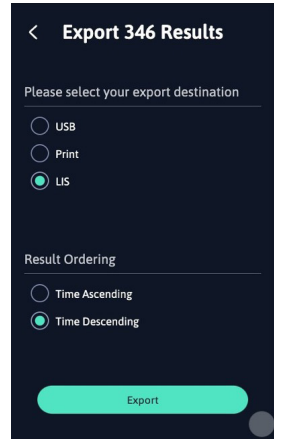 Export 346 Results
Please select your export destination
USB
Print
LIS
Result Ordering
Time Ascending
Time Descending
Export